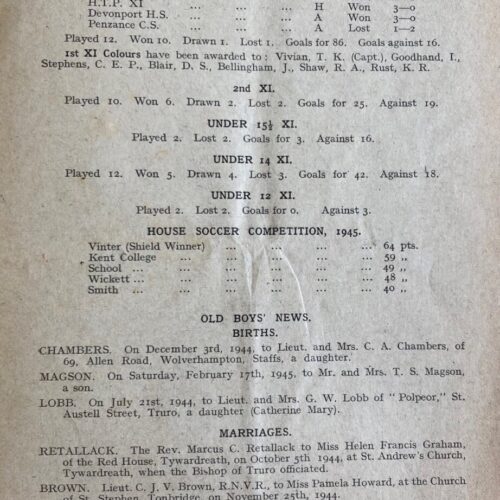 H.T.P. XI ... H Won 3—0
Devonport H.S. A Won 3—0
Penzance C.S. A Lost 1—2
Played 12. Won 10. Drawn 1. Lost 1. Goals for 86. Goals against 16.
1st XI Colours have been awarded to: Vivian, T. K. (Capt.), Goodhand, I.,
Stephens, C. E. P., Blair, D. S., Bellingham, J., Shaw, R. A., Rust, K. R.
2nd XI.
Played 10. Won 6. Drawn 2. Lost 2. Goals for 25. Against 19.
UNDER 15½ XI.
Played 2. Lost 2. Goals for 3. Against 16.
UNDER 14 XI.
Played 12. Won 5. Drawn 4. Lost 3. Goals for 42. Against 18.
UNDER 12 XI.
Played 2. Lost 2. Goals for 0. Against 3.
HOUSE SOCCER COMPETITION, 1945.
Vinter (Shield Winner) ... ... ... ... 64 pts.
Kent College ... ... ... ... 59 „
School ... ... ... ... ... 49 „
Wickett ... ... ... ... ... 48 „
Smith ... ... ... ... ... 40 „
OLD BOYS' NEWS.
BIRTHS.
CHAMBERS. On December 3rd, 1944, to Lieut. and Mrs. C. A. Chambers, of
69, Allen Road, Wolverhampton, Staffs, a daughter.
MAGSON. On Saturday, February 17th, 1945, to Mr. and Mrs. T. S. Magson,
a son.
LOBB. On July 21st, 1944, to Lieut. and Mrs. G. W. Lobb of "Polpeor," St.
Austell Street, Truro, a daughter (Catherine Mary).
MARRIAGES.
RETALLACK. The Rev. Marcus C. Retallack to Miss Helen Francis Graham,
of the Red House, Tywardreath, on October 5th 1944, at St. Andrew's Church,
Tywardreath, when the Bishop of Truro officiated.
BROWN. Lieut. C. J. V. Brown, R.N.V.R., to Miss Pamela Howard, at the Church
of St. Stephen, Tonbridge, on November 25th, 1944.